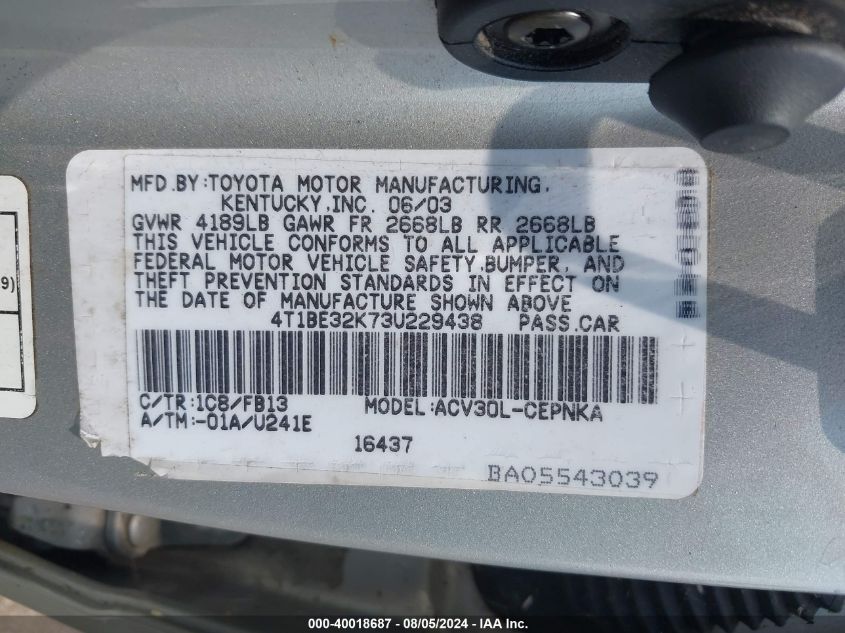 MFD.BY:TOYOTA MOTOR MANUFACTURING,
KENTUCKY,INC. 06/03
GVWR 4189LB GAWR FR 2668LB RR 2668LB
THIS VEHICLE CONFORMS TO ALL APPLICABLE
FEDERAL MOTOR VEHICLE SAFETY,BUMPER, AND
THEFT PREVENTION STANDARDS IN EFFECT ON
THE DATE OF MANUFACTURE SHOWN ABOVE
4T1BE32K73U229438 PASS.CAR
C/TR:1C8/FB13 MODEL:ACV30L-CEPNKA
A/TM:-01A/U241E
16437
BA05543039
9)
000-40018687 - 08/05/2024 - Copyright © IAA, LLC